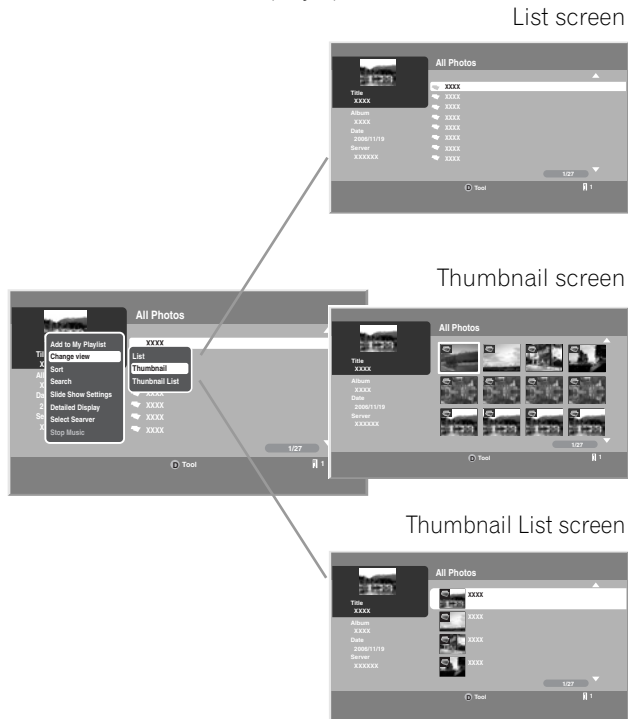 List screen
All Photos
Title
XXXX
Album
XXXX
Date
2008/11/19
Server
XXXXXX
XXXX
XXXX
XXXX
XXXX
XXXX
XXXX
XXXX
1/27
D Tool
1
Thumbnail screen
All Photos
Title
XXXX
Album
XXXX
Date
2008/11/19
Server
XXXXXX
1/27
D Tool
1
All Photos
Add to My Playlist
Change view
Sort
Search
Slide Show Settings
Detailed Display
Select Searver
Stop Music
List
Thumbnail
Thunbnail List
XXXX
XXXX
XXXX
XXXX
1/27
D Tool
1
Thumbnail List screen
All Photos
Title
XXXX
Album
XXXX
Date
2008/11/19
Server
XXXXXX
XXXX
XXXX
XXXX
XXXX
1/27
D Tool
1